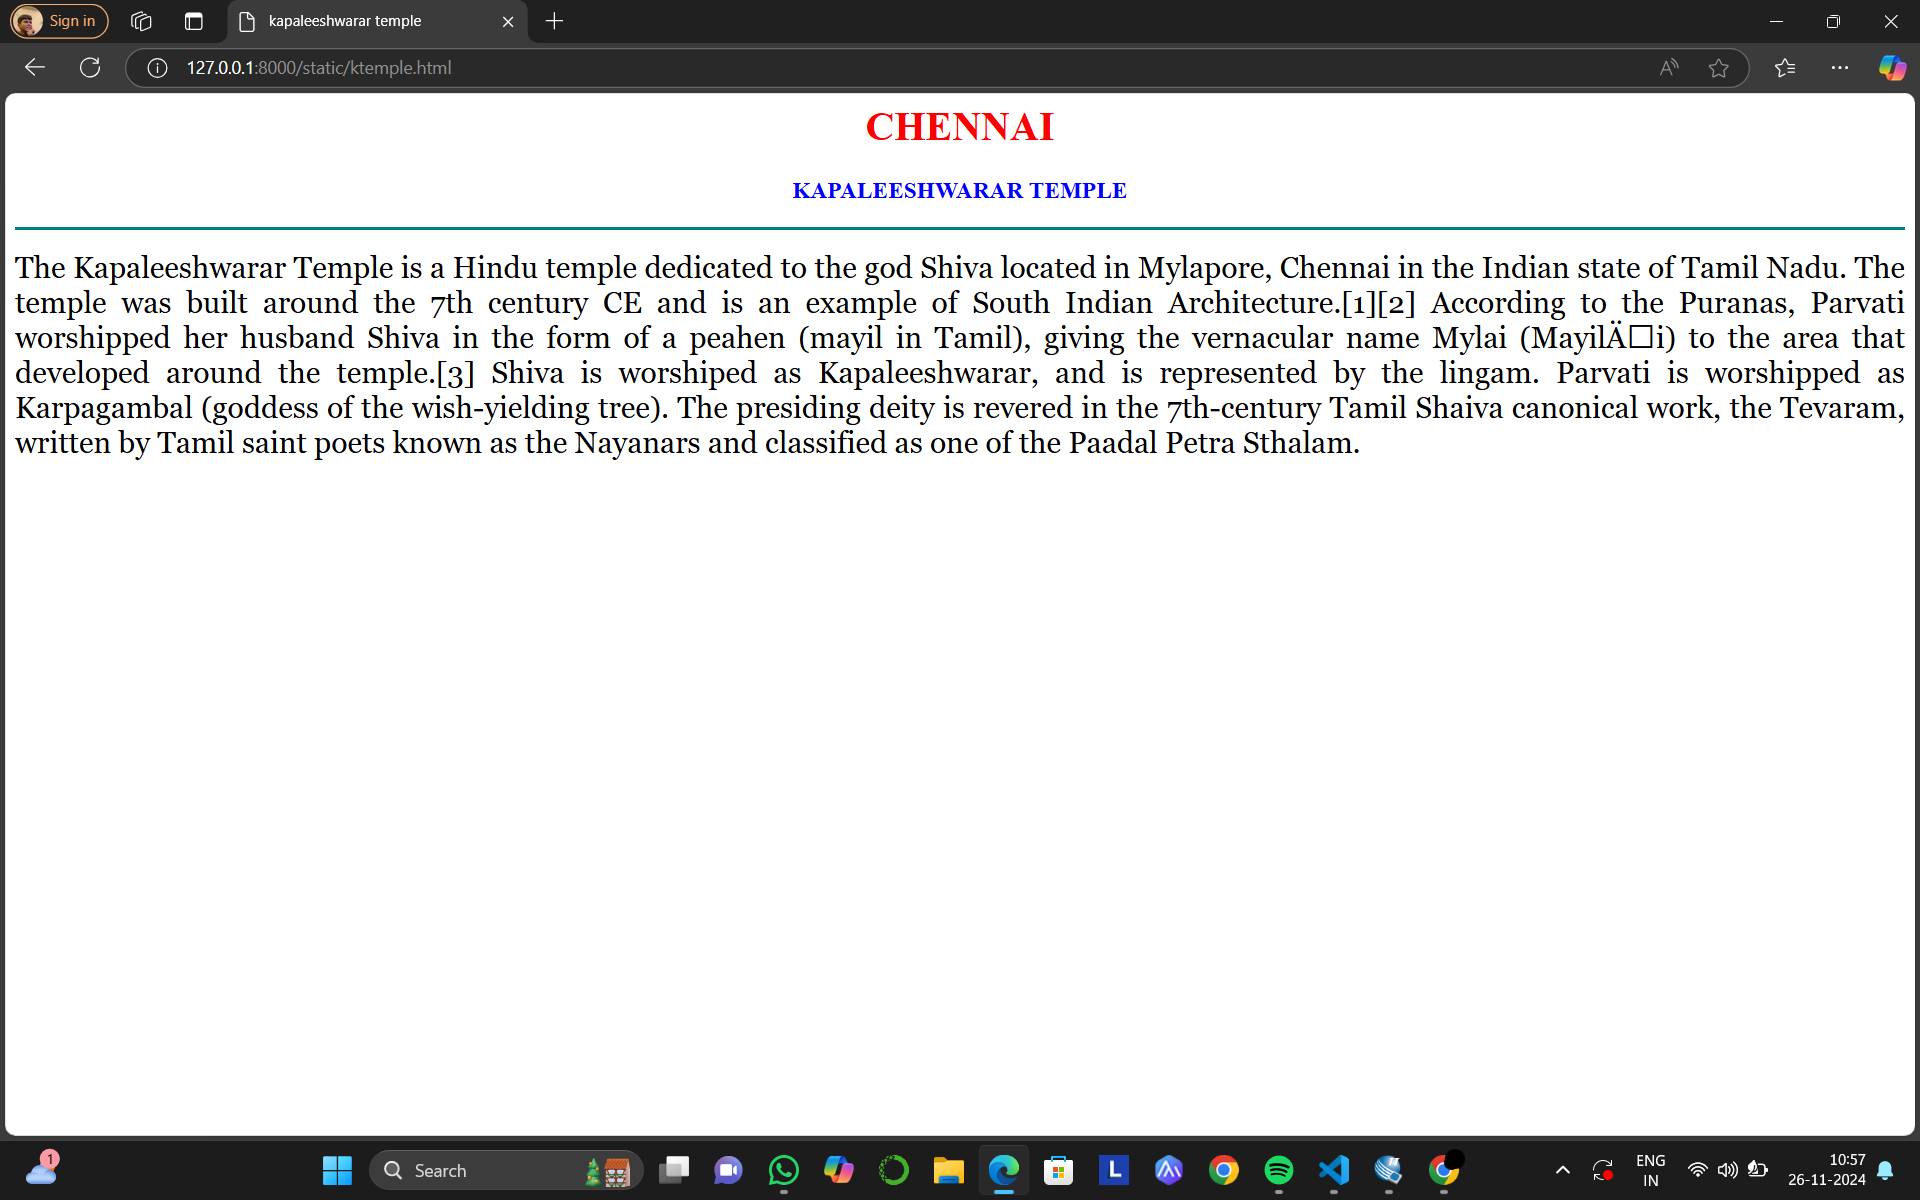 Sign in
kapaleeshwarar temple
127.0.0.1:8000/static/ktemple.html
CHENNAI
KAPALEESHWARAR TEMPLE
The Kapaleeshwarar Temple is a Hindu temple dedicated to the god Shiva located in Mylapore, Chennai in the Indian state of Tamil Nadu. The
temple was built around the 7th century CE and is an example of South Indian Architecture.[1][2] According to the Puranas, Parvati
worshipped her husband Shiva in the form of a peahen (mayil in Tamil), giving the vernacular name Mylai (MayilÄ□i) to the area that
developed around the temple.[3] Shiva is worshiped as Kapaleeshwarar, and is represented by the lingam. Parvati is worshipped as
Karpagambal (goddess of the wish-yielding tree). The presiding deity is revered in the 7th-century Tamil Shaiva canonical work, the Tevaram,
written by Tamil saint poets known as the Nayanars and classified as one of the Paadal Petra Sthalam.
1
Search
L
ENG
IN
10:57
26-11-2024